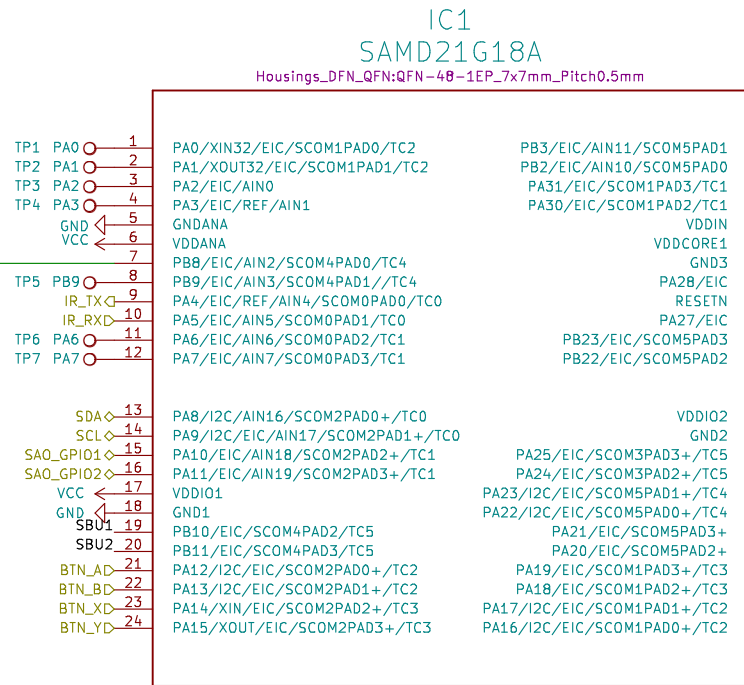 IC1
SAMD21G18A
Housings_DFN_QFN:QFN-48-1EP_7x7mm_Pitch0.5mm
TP1 PA0 1 PA0/XIN32/EIC/SCOM1PAD0/TC2 PB3/EIC/AIN11/SCOM5PAD1
TP2 PA1 2 PA1/XOUT32/EIC/SCOM1PAD1/TC2 PB2/EIC/AIN10/SCOM5PAD0
TP3 PA2 3 PA2/EIC/AIN0 PA31/EIC/SCOM1PAD3/TC1
TP4 PA3 4 PA3/EIC/REF/AIN1 PA30/EIC/SCOM1PAD2/TC1
GND 5 GNDANA VDDIN
VCC 6 VDDANA VDDCORE1
7 PB8/EIC/AIN2/SCOM4PAD0/TC4 GND3
TP5 PB9 8 PB9/EIC/AIN3/SCOM4PAD1//TC4 PA28/EIC
IR_TX 9 PA4/EIC/REF/AIN4/SCOM0PAD0/TC0 RESETN
IR_RX 10 PA5/EIC/AIN5/SCOM0PAD1/TC0 PA27/EIC
TP6 PA6 11 PA6/EIC/AIN6/SCOM0PAD2/TC1 PB23/EIC/SCOM5PAD3
TP7 PA7 12 PA7/EIC/AIN7/SCOM0PAD3/TC1 PB22/EIC/SCOM5PAD2
SDA 13 PA8/I2C/AIN16/SCOM2PAD0+/TC0 VDDIO2
SCL 14 PA9/I2C/EIC/AIN17/SCOM2PAD1+/TC0 GND2
SAO_GPIO1 15 PA10/EIC/AIN18/SCOM2PAD2+/TC1 PA25/EIC/SCOM3PAD3+/TC5
SAO_GPIO2 16 PA11/EIC/AIN19/SCOM2PAD3+/TC1 PA24/EIC/SCOM3PAD2+/TC5
VCC 17 VDDIO1 PA23/I2C/EIC/SCOM5PAD1+/TC4
GND 18 GND1 PA22/I2C/EIC/SCOM5PAD0+/TC4
SBU1 19 PB10/EIC/SCOM4PAD2/TC5 PA21/EIC/SCOM5PAD3+
SBU2 20 PB11/EIC/SCOM4PAD3/TC5 PA20/EIC/SCOM5PAD2+
BTN_A 21 PA12/I2C/EIC/SCOM2PAD0+/TC2 PA19/EIC/SCOM1PAD3+/TC3
BTN_B 22 PA13/I2C/EIC/SCOM2PAD1+/TC2 PA18/EIC/SCOM1PAD2+/TC3
BTN_X 23 PA14/XIN/EIC/SCOM2PAD2+/TC3 PA17/I2C/EIC/SCOM1PAD1+/TC2
BTN_Y 24 PA15/XOUT/EIC/SCOM2PAD3+/TC3 PA16/I2C/EIC/SCOM1PAD0+/TC2